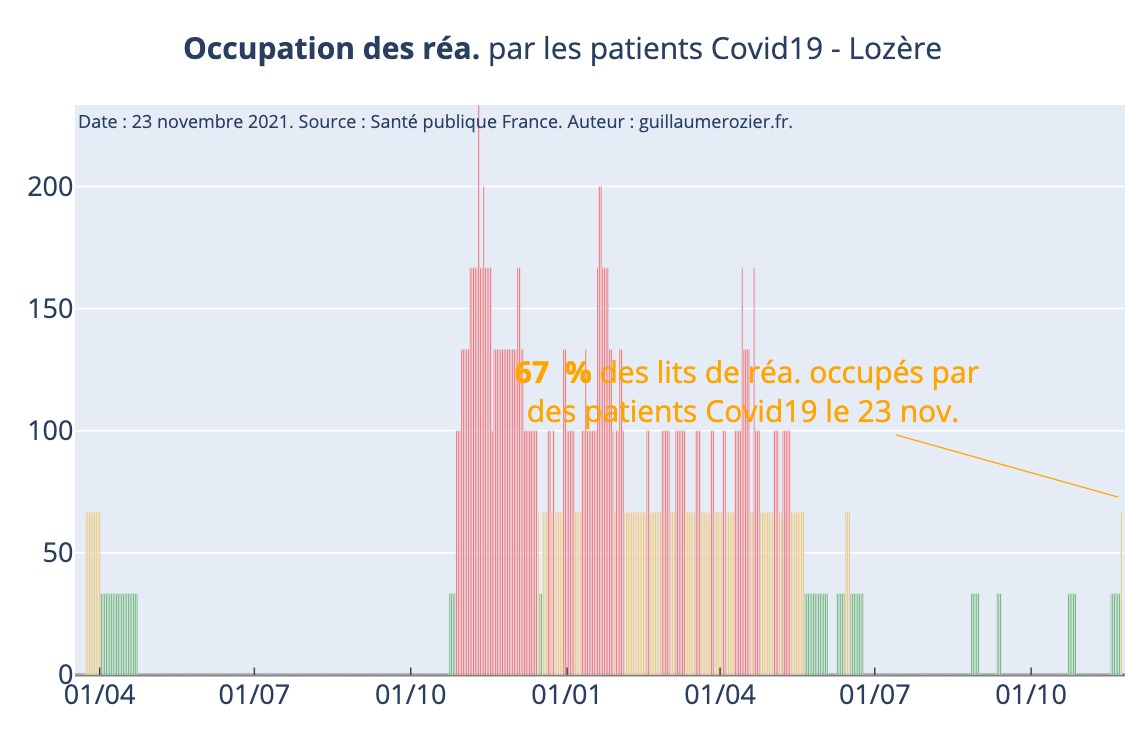 Occupation des réa. par les patients Covid19 - Lozère
Date : 23 novembre 2021. Source : Santé publique France. Auteur : guillaumerozier.fr.
200
150
67 % des lits de réa. occupés par
des patients Covid19 le 23 nov.
100
50
0
01/04 01/07 01/10 01/01 01/04 01/07 01/10